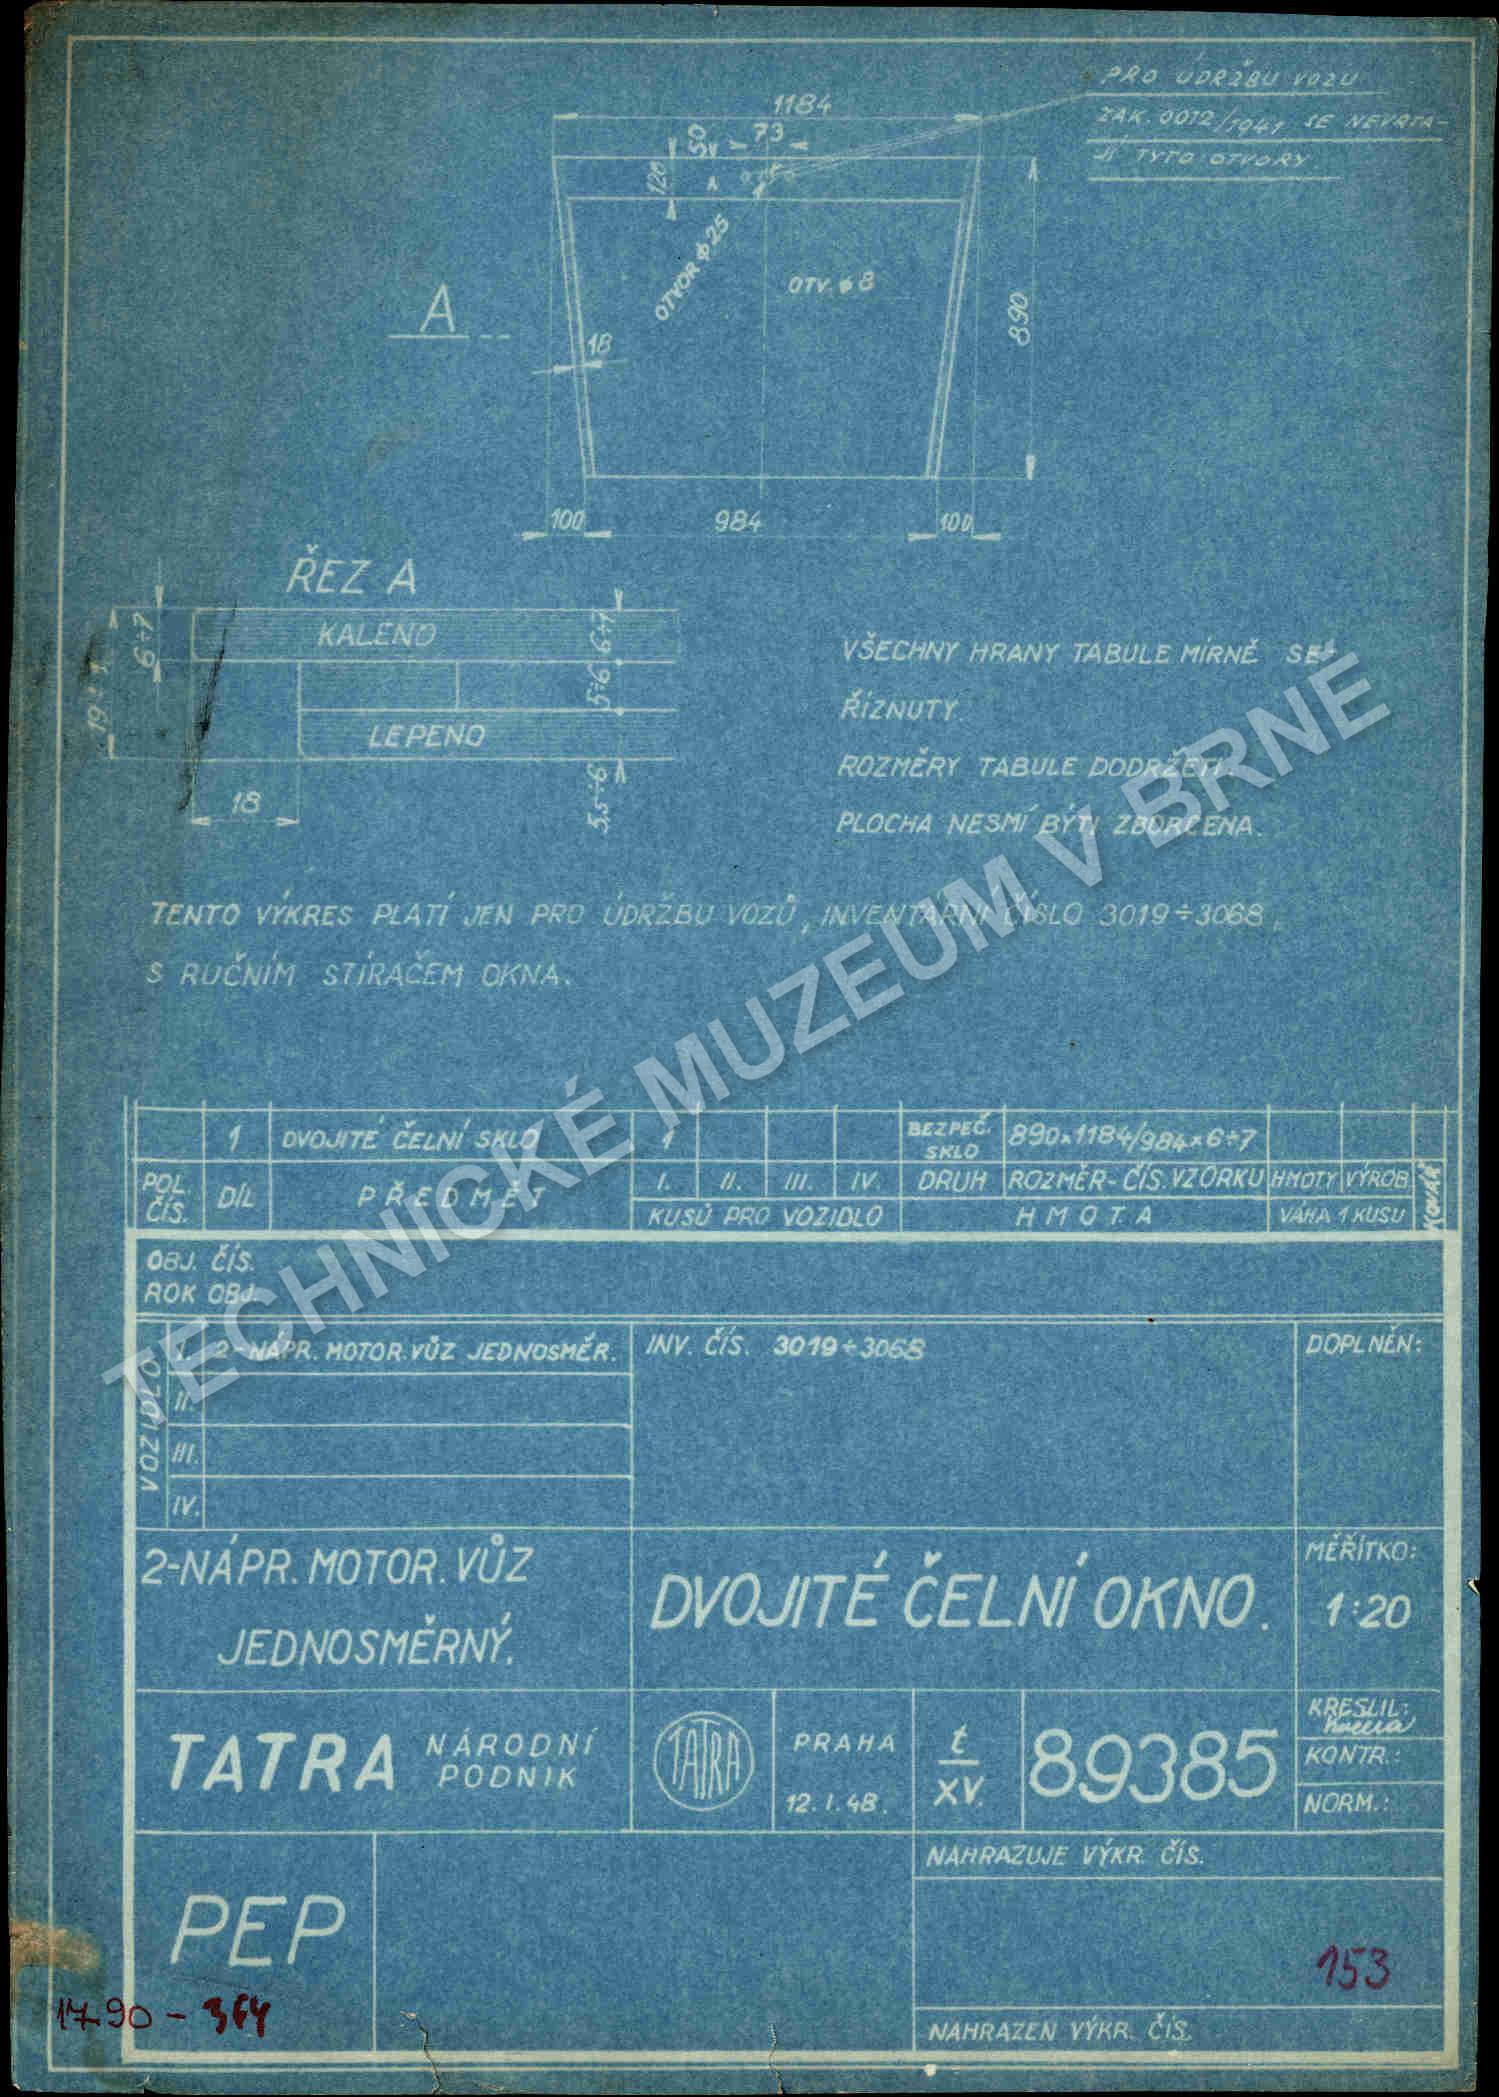 PRO ÚDRŽBU VOZU
ZAK. 0012/1941 SE NEVRTA-
JÍ TYTO OTVORY
1184
50
73
120
OTVOR ϕ 25
OTV. ϕ 8
A
18
890
100
984
100
ŘEZ A
6÷7
KALENO
6÷7
5÷6
LEPENO
5,5÷6
18
VŠECHNY HRANY TABULE MÍRNĚ SE-
ŘÍZNUTY.
ROZMĚRY TABULE DODRŽETI
PLOCHA NESMÍ BÝTI ZBORCENA.
TENTO VÝKRES PLATÍ JEN PRO ÚDRŽBU VOZŮ, INVENTÁRNÍ ČÍSLO 3019÷3068,
S RUČNÍM STÍRAČEM OKNA.
TECHNICKÉ MUZEUM V BRNĚ
1 DVOJITÉ ČELNÍ SKLO 1 BEZPEČ. SKLO 890x1184/984x6÷7
POL. ČÍS. DÍL PŘEDMĚT I. II. III. IV. DRUH ROZMĚR-ČÍS. VZORKU HMOTY VÝROB
KUSŮ PRO VOZIDLO HMOTA VÁHA 1 KUSU
OBJ. ČÍS.
ROK OBJ.
VOZIDLO
I. 2-NÁPR. MOTOR. VŮZ JEDNOSMĚR. INV. ČÍS. 3019÷3068 DOPLNĚN:
II.
III.
IV.
2-NÁPR. MOTOR. VŮZ
JEDNOSMĚRNÝ.
DVOJITÉ ČELNÍ OKNO.
MĚŘÍTKO:
1:20
TATRA NÁRODNÍ
PODNIK
TATRA
PRAHA
12. I. 48.
t
XV.
89385
KRESLIL:
KONTR.:
NORM.:
PEP
NAHRAZUJE VÝKR. ČÍS.
153
1790 - 364
NAHRAZEN VÝKR. ČÍS.